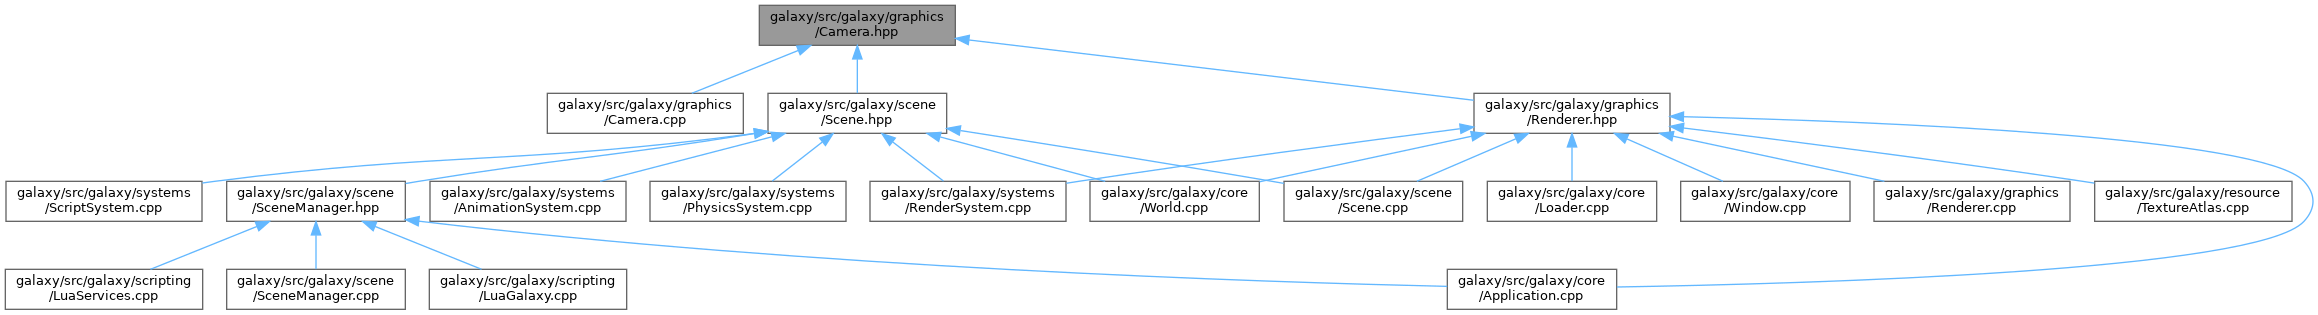 galaxy/src/galaxy/graphics
/Camera.hpp
galaxy/src/galaxy/graphics
/Camera.cpp
galaxy/src/galaxy/scene
/Scene.hpp
galaxy/src/galaxy/graphics
/Renderer.hpp
galaxy/src/galaxy/systems
/ScriptSystem.cpp
galaxy/src/galaxy/scene
/SceneManager.hpp
galaxy/src/galaxy/systems
/AnimationSystem.cpp
galaxy/src/galaxy/systems
/PhysicsSystem.cpp
galaxy/src/galaxy/systems
/RenderSystem.cpp
galaxy/src/galaxy/core
/World.cpp
galaxy/src/galaxy/scene
/Scene.cpp
galaxy/src/galaxy/core
/Loader.cpp
galaxy/src/galaxy/core
/Window.cpp
galaxy/src/galaxy/graphics
/Renderer.cpp
galaxy/src/galaxy/resource
/TextureAtlas.cpp
galaxy/src/galaxy/scripting
/LuaServices.cpp
galaxy/src/galaxy/scene
/SceneManager.cpp
galaxy/src/galaxy/scripting
/LuaGalaxy.cpp
galaxy/src/galaxy/core
/Application.cpp